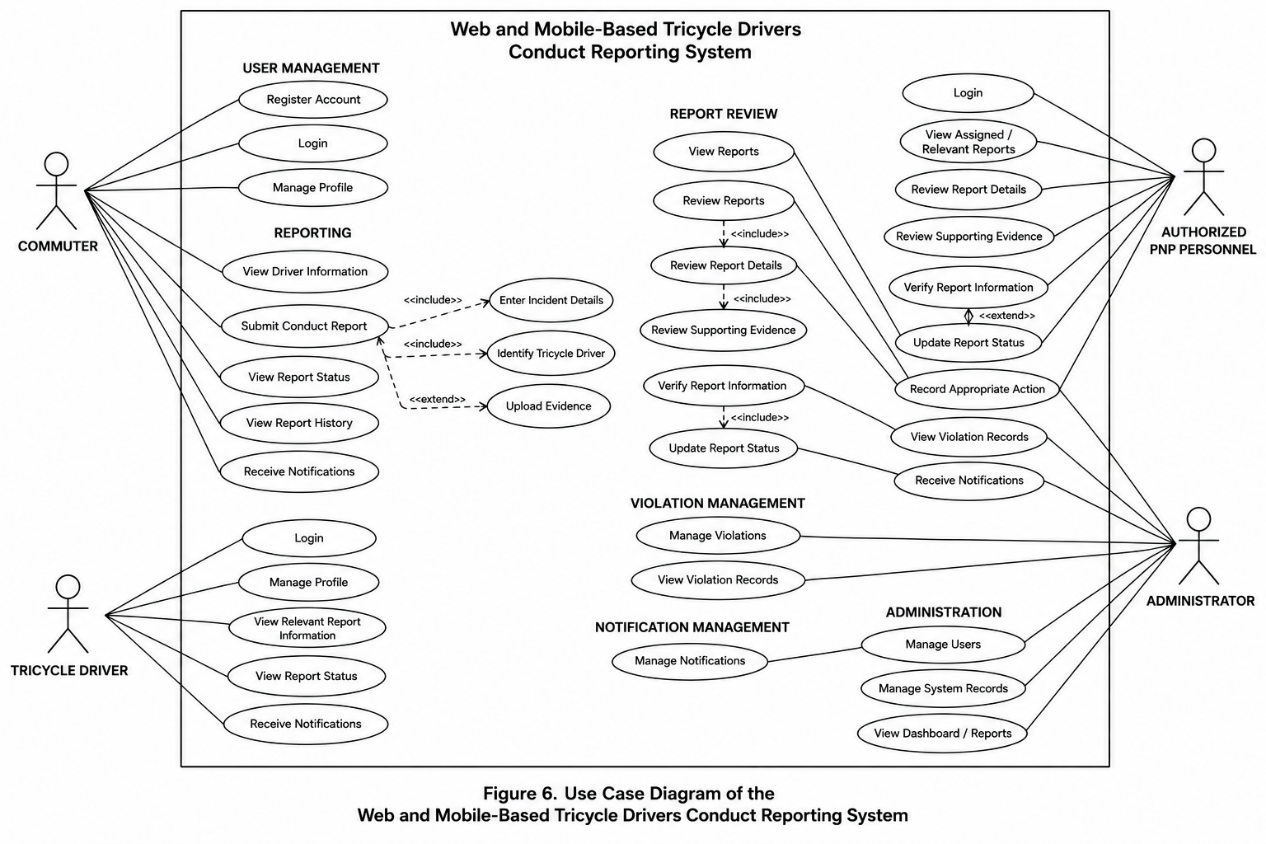 Web and Mobile-Based Tricycle Drivers
Conduct Reporting System
USER MANAGEMENT
Register Account
Login
Manage Profile
COMMUTER
REPORTING
View Driver Information
Submit Conduct Report
<<include>>
Enter Incident Details
<<include>>
Identify Tricycle Driver
<<extend>>
Upload Evidence
View Report Status
View Report History
Receive Notifications
Login
Manage Profile
View Relevant Report
Information
View Report Status
Receive Notifications
TRICYCLE DRIVER
REPORT REVIEW
View Reports
Review Reports
<<include>>
Review Report Details
<<include>>
Review Supporting Evidence
Verify Report Information
<<include>>
Update Report Status
VIOLATION MANAGEMENT
Manage Violations
View Violation Records
NOTIFICATION MANAGEMENT
Manage Notifications
Login
View Assigned /
Relevant Reports
Review Report Details
Review Supporting Evidence
Verify Report Information
<<extend>>
Update Report Status
Record Appropriate Action
View Violation Records
Receive Notifications
ADMINISTRATION
Manage Users
Manage System Records
View Dashboard / Reports
AUTHORIZED
PNP PERSONNEL
ADMINISTRATOR
Figure 6. Use Case Diagram of the
Web and Mobile-Based Tricycle Drivers Conduct Reporting System